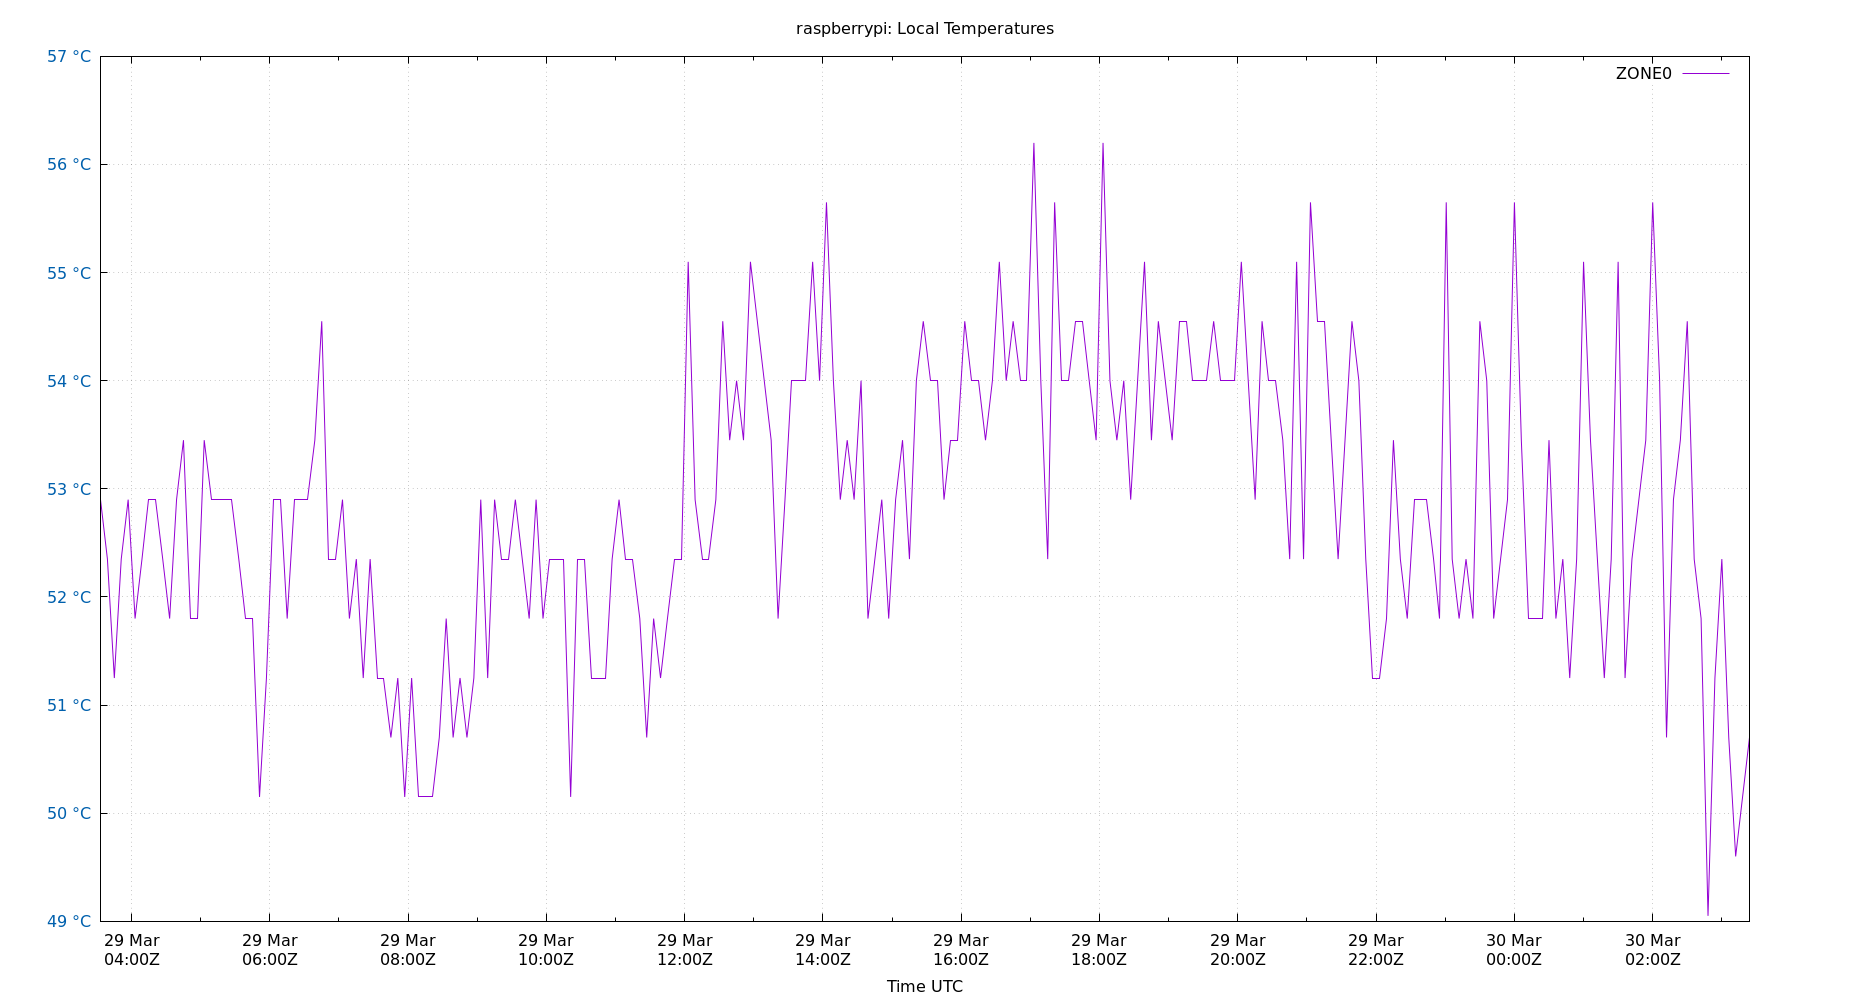 raspberrypi: Local Temperatures
57 °C
ZONE0
56 °C
55 °C
54 °C
53 °C
52 °C
51 °C
50 °C
49 °C
29 Mar 29 Mar 29 Mar 29 Mar 29 Mar 29 Mar 29 Mar 29 Mar 29 Mar 29 Mar 30 Mar 30 Mar
04:00Z 06:00Z 08:00Z 10:00Z 12:00Z 14:00Z 16:00Z 18:00Z 20:00Z 22:00Z 00:00Z 02:00Z
Time UTC